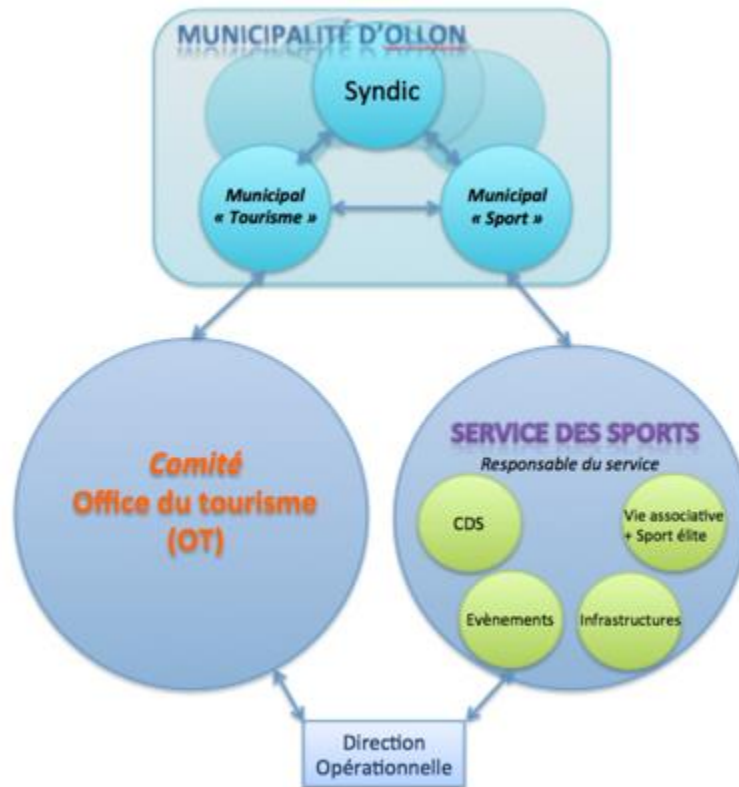 MUNICIPALITÉ D'OLLON
Syndic
Municipal
« Tourisme »
Municipal
« Sport »
Comité
Office du tourisme
(OT)
SERVICE DES SPORTS
Responsable du service
CDS
Vie associative
+ Sport élite
Evènements
Infrastructures
Direction
Opérationnelle